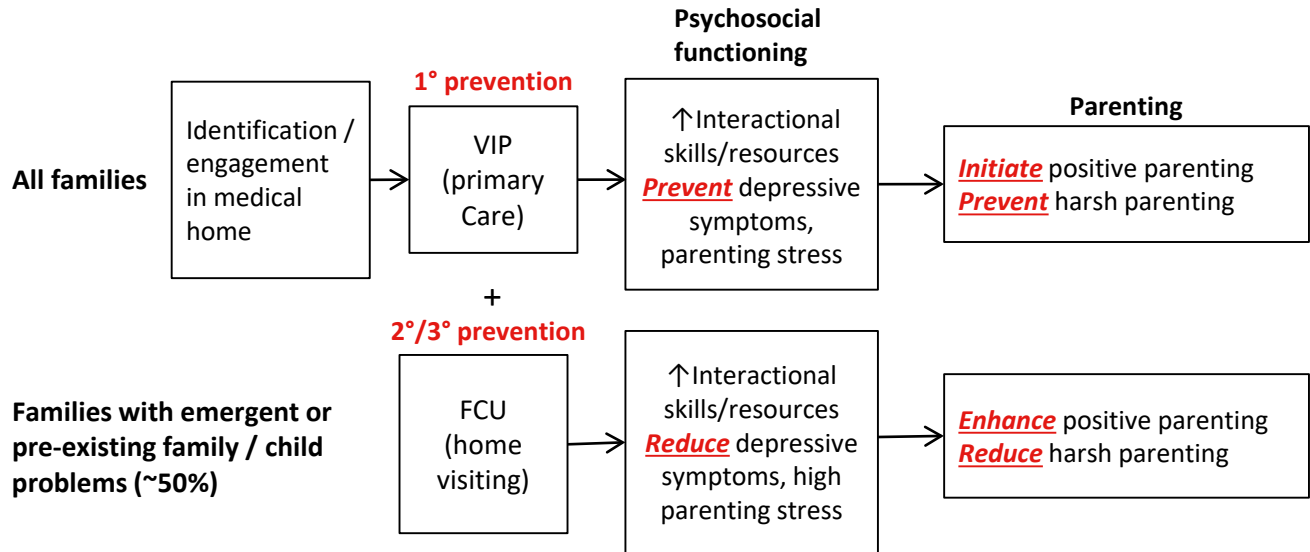 Psychosocial
functioning
1° prevention
Parenting
All families
Identification /
engagement
in medical
home
VIP
(primary
Care)
↑Interactional
skills/resources
Prevent depressive
symptoms,
parenting stress
Initiate positive parenting
Prevent harsh parenting
+
2°/3° prevention
Families with emergent or
pre-existing family / child
problems (~50%)
FCU
(home
visiting)
↑Interactional
skills/resources
Reduce depressive
symptoms, high
parenting stress
Enhance positive parenting
Reduce harsh parenting